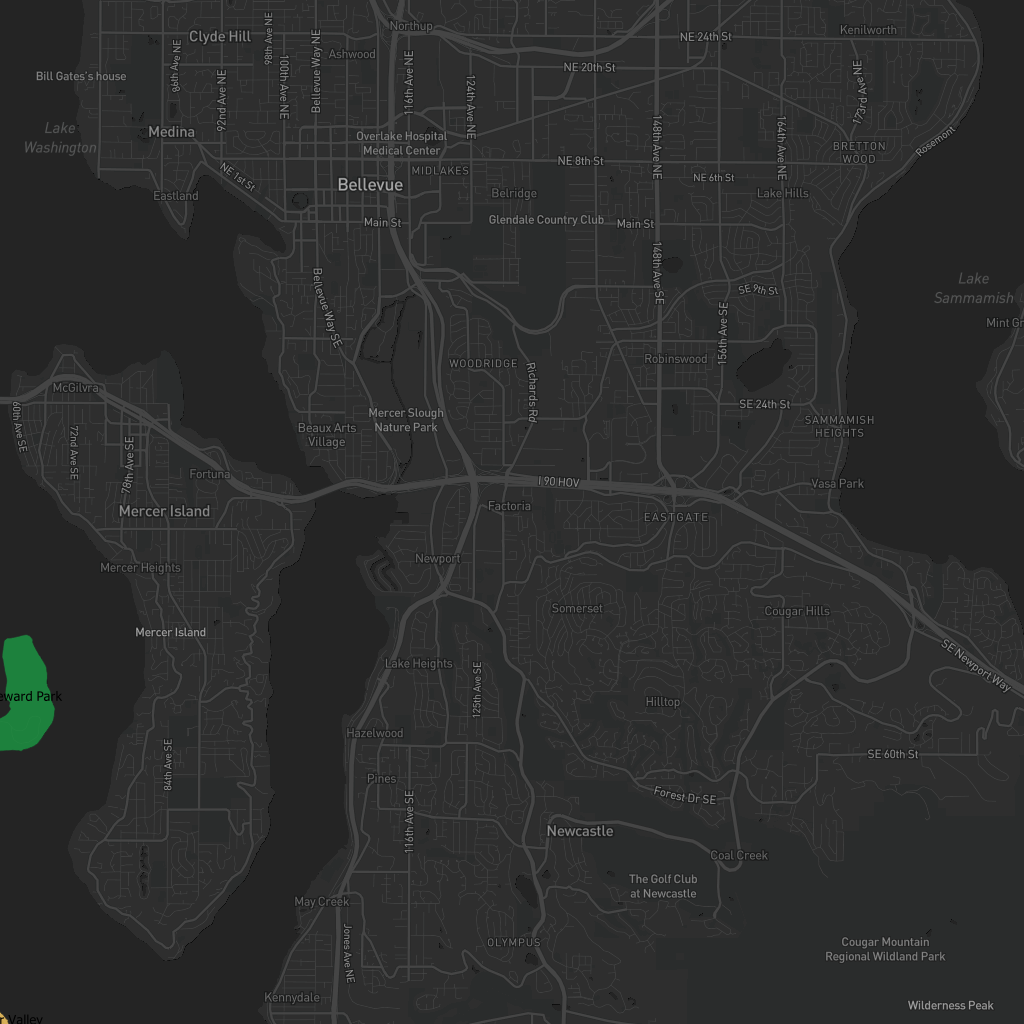 Northup
98th Ave NE
Clyde Hill
NE 24th St
Kenilworth
86th Ave NE
Ashwood
Bellevue Way NE
NE 20th St
Bill Gates's house
116th Ave NE
100th Ave NE
92nd Ave NE
124th Ave NE
173rd Ave NE
Lake
Washington
Medina
Overlake Hospital
Medical Center
148th Ave NE
164th Ave NE
Rosemont
BRETTON
WOOD
NE 8th St
MIDLAKES
NE 1st St
NE 6th St
Bellevue
Eastland
Belridge
Lake Hills
Main St
Glendale Country Club
Main St
148th Ave SE
Lake
Sammamish
SE 9th St
Bellevue Way SE
Mint Gr
156th Ave SE
WOODRIDGE
Robinswood
McGilvra
Richards Rd
SE 24th St
60th Ave SE
Mercer Slough
Nature Park
Beaux Arts
Village
SAMMAMISH
HEIGHTS
72nd Ave SE
78th Ave SE
Fortuna
I 90 HOV
Vasa Park
Mercer Island
Factoria
EASTGATE
Newport
Mercer Heights
Somerset
Cougar Hills
Mercer Island
Lake Heights
SE Newport Way
eward Park
125th Ave SE
Hilltop
Hazelwood
84th Ave SE
SE 60th St
Pines
Forest Dr SE
116th Ave SE
Newcastle
Coal Creek
The Golf Club
at Newcastle
May Creek
OLYMPUS
Cougar Mountain
Regional Wildland Park
Jones Ave NE
Kennydale
Wilderness Peak
r Valley